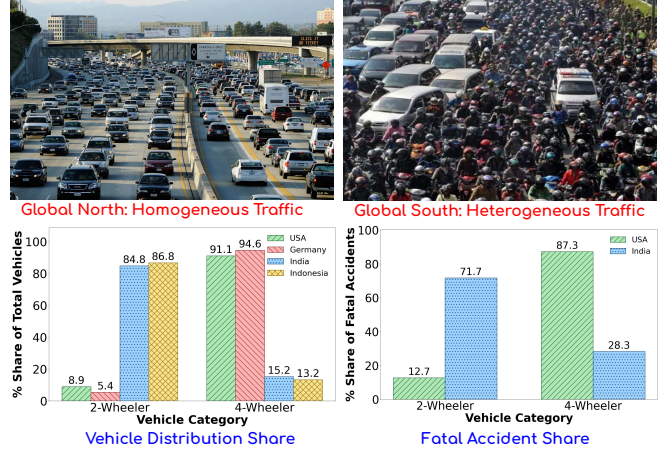 Global North: Homogeneous Traffic
Global South: Heterogeneous Traffic
% Share of Total Vehicles
100
80
60
40
20
0
8.9
5.4
84.8
86.8
91.1
94.6
15.2
13.2
USA
Germany
India
Indonesia
2-Wheeler
4-Wheeler
Vehicle Category
Vehicle Distribution Share
% Share of Fatal Accidents
100
80
60
40
20
0
12.7
71.7
87.3
28.3
USA
India
2-Wheeler
4-Wheeler
Vehicle Category
Fatal Accident Share